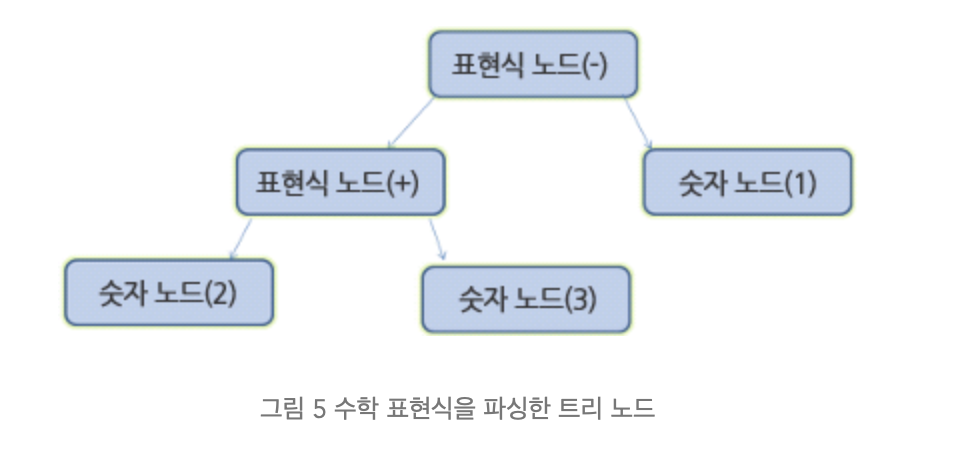 표현식 노드(-)
표현식 노드(+)
숫자 노드(1)
숫자 노드(2)
숫자 노드(3)
그림 5 수학 표현식을 파싱한 트리 노드